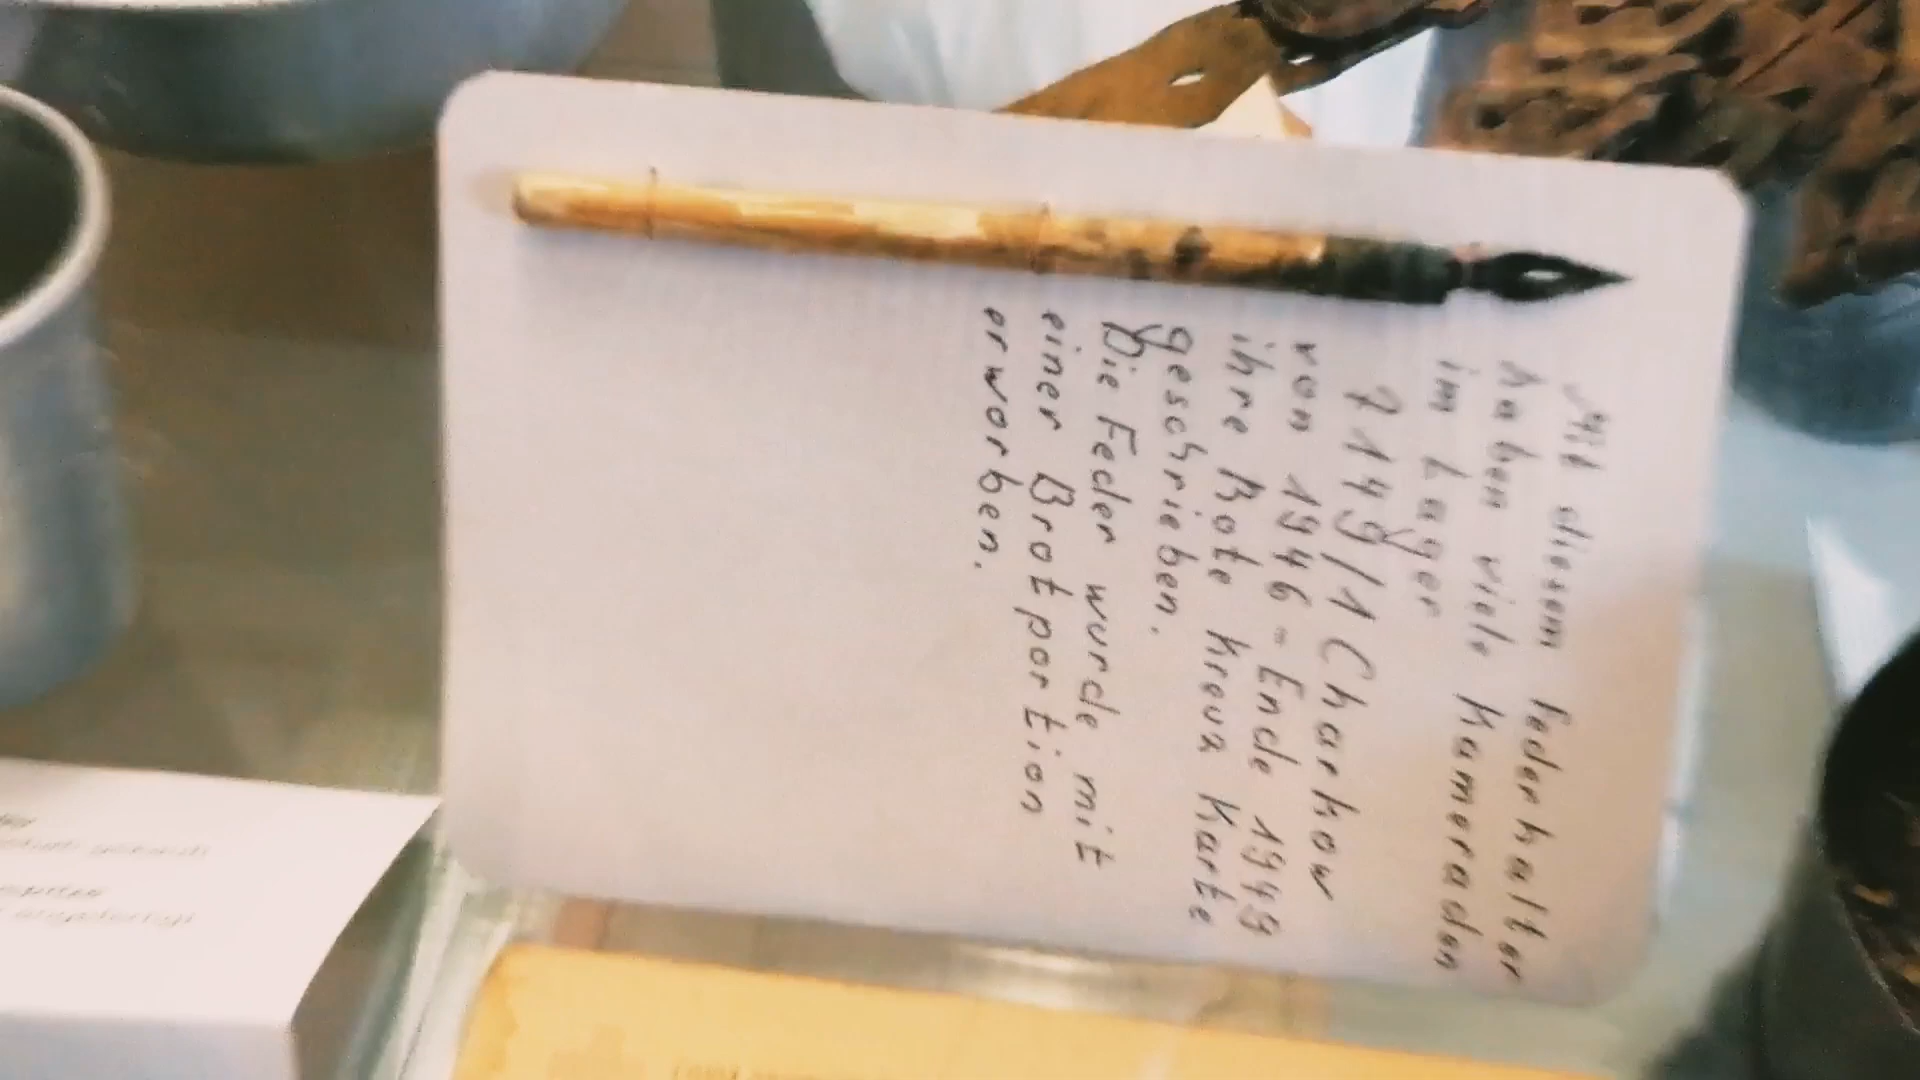 Mit diesem Federhalter
haben viele Kameraden
im Lager
7149/1 Charkow
von 1946 - Ende 1949
ihre Rote Kreuz Karte
geschrieben.
Die Feder wurde mit
einer Brotportion
erworben.